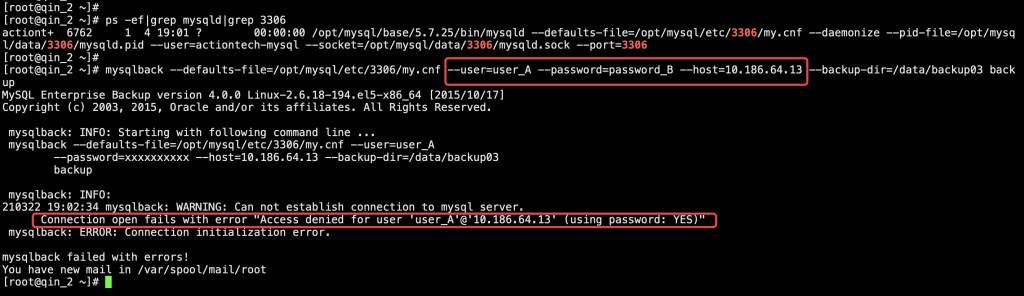 [root@qin_2 ~]#
[root@qin_2 ~]# ps -ef|grep mysqld|grep 3306
actiont+  6762     1  4 19:01 ?        00:00:00 /opt/mysql/base/5.7.25/bin/mysqld --defaults-file=/opt/mysql/etc/3306/my.cnf --daemonize --pid-file=/opt/mysq
l/data/3306/mysqld.pid --user=actiontech-mysql --socket=/opt/mysql/data/3306/mysqld.sock --port=3306
[root@qin_2 ~]#
[root@qin_2 ~]# mysqlback --defaults-file=/opt/mysql/etc/3306/my.cnf --user=user_A --password=password_B --host=10.186.64.13 --backup-dir=/data/backup03 back
up
MySQL Enterprise Backup version 4.0.0 Linux-2.6.18-194.el5-x86_64 [2015/10/17]
Copyright (c) 2003, 2015, Oracle and/or its affiliates. All Rights Reserved.
mysqlback: INFO: Starting with following command line ...
mysqlback --defaults-file=/opt/mysql/etc/3306/my.cnf --user=user_A
--password=xxxxxxxxxx --host=10.186.64.13 --backup-dir=/data/backup03
backup
mysqlback: INFO:
210322 19:02:34 mysqlback: WARNING: Can not establish connection to mysql server.
Connection open fails with error "Access denied for user 'user_A'@'10.186.64.13' (using password: YES)"
mysqlback: ERROR: Connection initialization error.
mysqlback failed with errors!
You have new mail in /var/spool/mail/root
[root@qin_2 ~]#